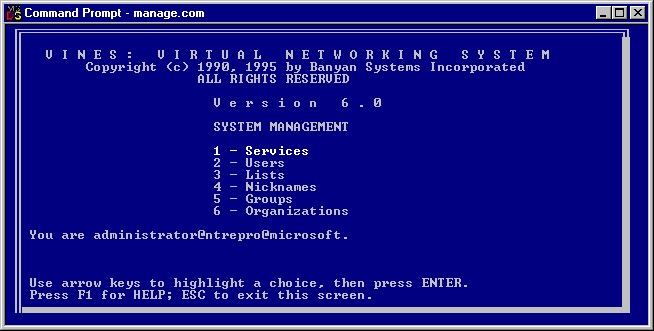 Command Prompt - manage.com
V I N E S :   V I R T U A L   N E T W O R K I N G   S Y S T E M
Copyright (c) 1990, 1995 by Banyan Systems Incorporated
ALL RIGHTS RESERVED
V e r s i o n   6 . 0
SYSTEM MANAGEMENT
1 - Services
2 - Users
3 - Lists
4 - Nicknames
5 - Groups
6 - Organizations
You are administrator@ntrepro@microsoft.
Use arrow keys to highlight a choice, then press ENTER.
Press F1 for HELP; ESC to exit this screen.